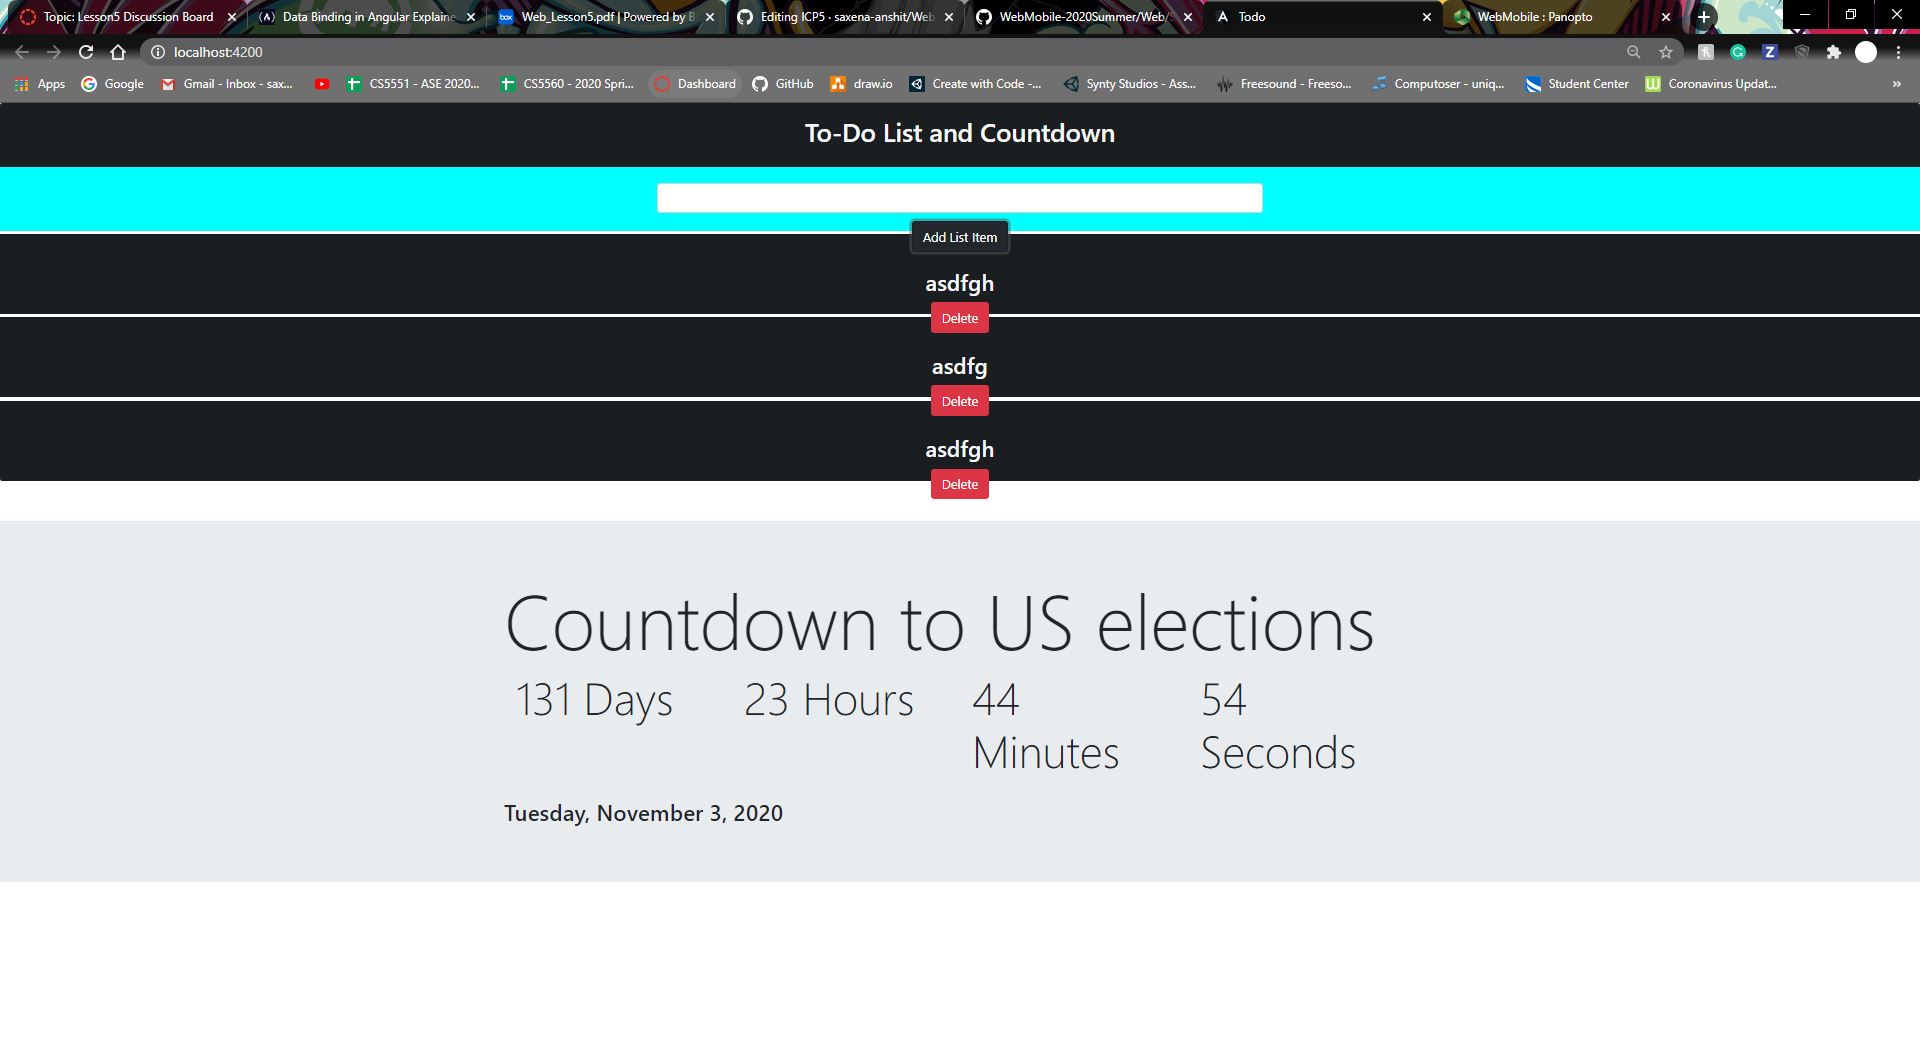 Topic: Lesson5 Discussion Board
Data Binding in Angular Explaine
Web_Lesson5.pdf | Powered by B
Editing ICP5 · saxena-anshit/Web
WebMobile-2020Summer/Web/S
Todo
WebMobile : Panopto
localhost:4200
Apps
Google
Gmail - Inbox - sax...
CS5551 - ASE 2020...
CS5560 - 2020 Spri...
Dashboard
GitHub
draw.io
Create with Code -...
Synty Studios - Ass...
Freesound - Freeso...
Computoser - uniq...
Student Center
Coronavirus Updat...
»
To-Do List and Countdown
Add List Item
asdfgh
Delete
asdfg
Delete
asdfgh
Delete
Countdown to US elections
131 Days 23 Hours 44 Minutes 54 Seconds
Tuesday, November 3, 2020